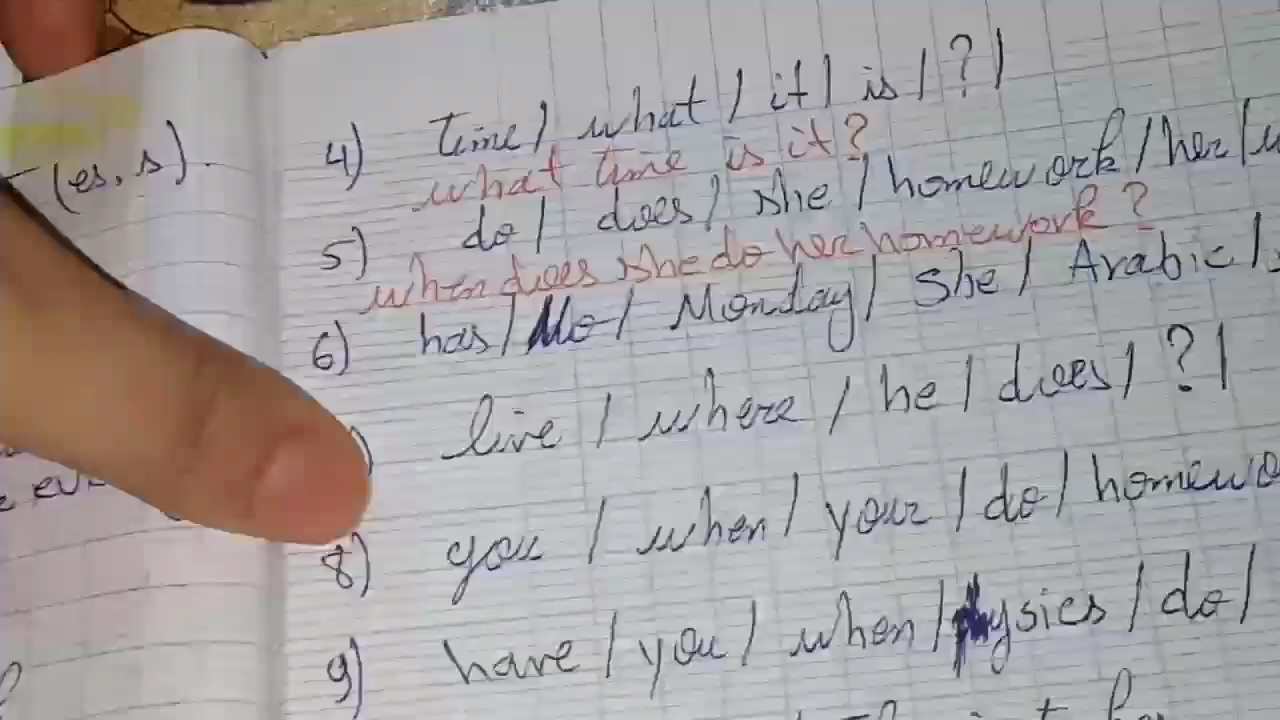 (es, s).
4) time / what / it / is / ? /
what time is it?
5) do / does / she / homework / her /
when does she do her homework?
6) has / No / Monday / she / Arabic /
) live / where / he / does / ? /
8) you / when / your / do / homewo
9) have / you / when / physics / do /